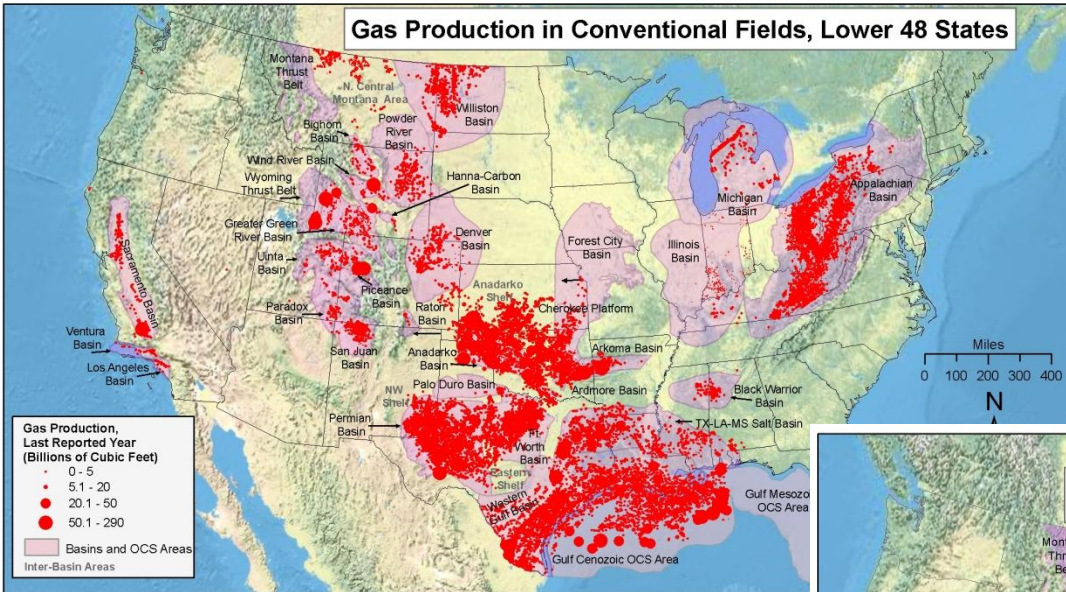 Gas Production in Conventional Fields, Lower 48 States
Montana
Thrust
Belt
N. Central
Montana Area
Williston
Basin
Bighorn
Basin
Powder
River
Basin
Wind River Basin
Wyoming
Thrust Belt
Hanna-Carbon
Basin
Greater Green
River Basin
Denver
Basin
Forest City
Basin
Illinois
Basin
Michigan
Basin
Appalachian
Basin
Uinta
Basin
Sacramento Basin
Piceance
Basin
Anadarko
Shelf
Cherokee Platform
Paradox
Basin
Raton
Basin
San Juan
Basin
Ventura
Basin
Los Angeles
Basin
Anadarko
Basin
Arkoma Basin
Palo Duro Basin
Ardmore Basin
NW
Shelf
Black Warrior
Basin
Permian
Basin
Ft.
Worth
Basin
TX-LA-MS Salt Basin
Eastern
Shelf
Western
Gulf Basin
Gulf Cenozoic OCS Area
Gulf Mesozo
OCS Area
Miles
0 100 200 300 400
N
Gas Production,
Last Reported Year
(Billions of Cubic Feet)
0 - 5
5.1 - 20
20.1 - 50
50.1 - 290
Basins and OCS Areas
Inter-Basin Areas
Mont
Thr
Be